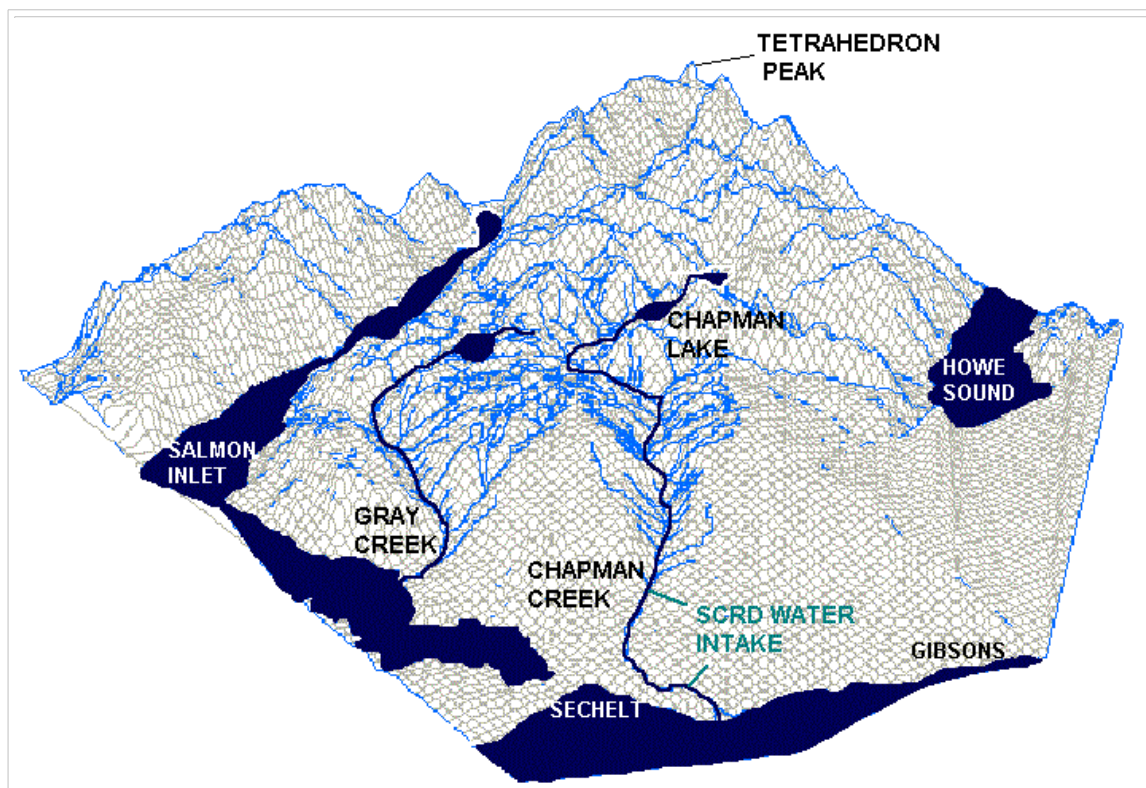 TETRAHEDRON
PEAK
CHAPMAN
LAKE
HOWE
SOUND
SALMON
INLET
GRAY
CREEK
CHAPMAN
CREEK
SCRD WATER
INTAKE
GIBSONS
SECHELT